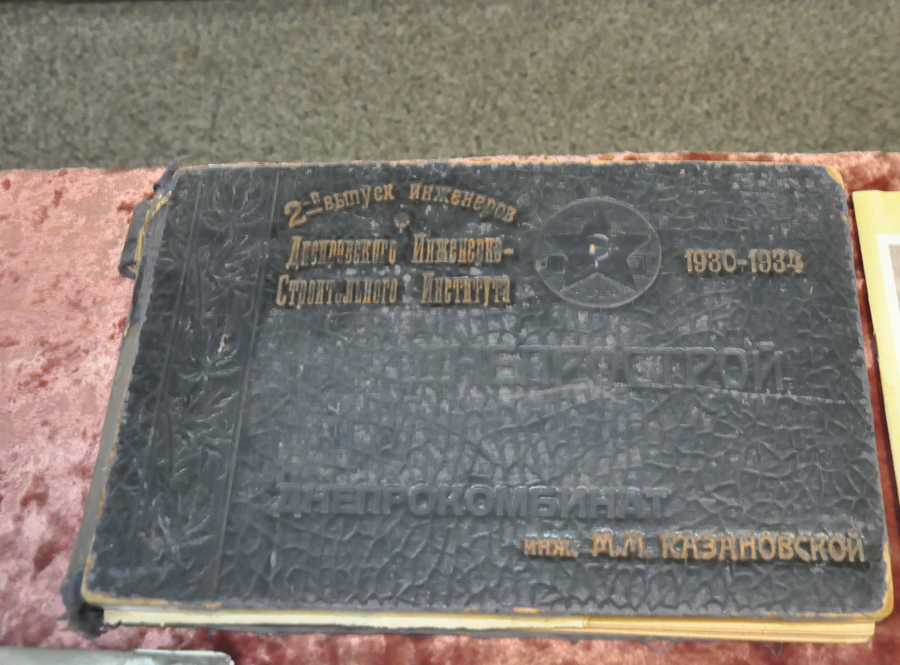 2-й выпуск инженеров
Днепровского Инженерно-
Строительного Института
1930-1934
ДНЕПРОСТРОЙ
ДНЕПРОКОМБИНАТ
инж. М.М. КАЗАНОВСКОЙ